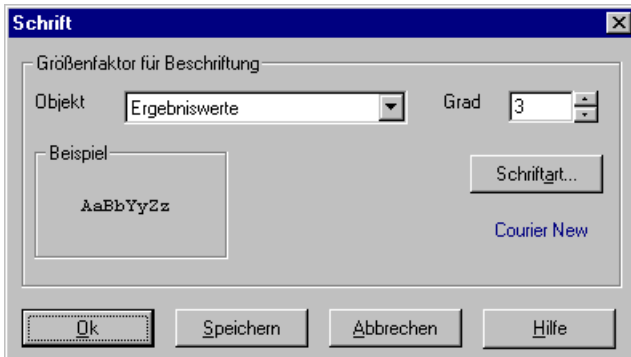 Schrift
Größenfaktor für Beschriftung
Objekt Ergebniswerte Grad 3
Beispiel
AaBbYyZz
Schriftart...
Courier New
Ok Speichern Abbrechen Hilfe